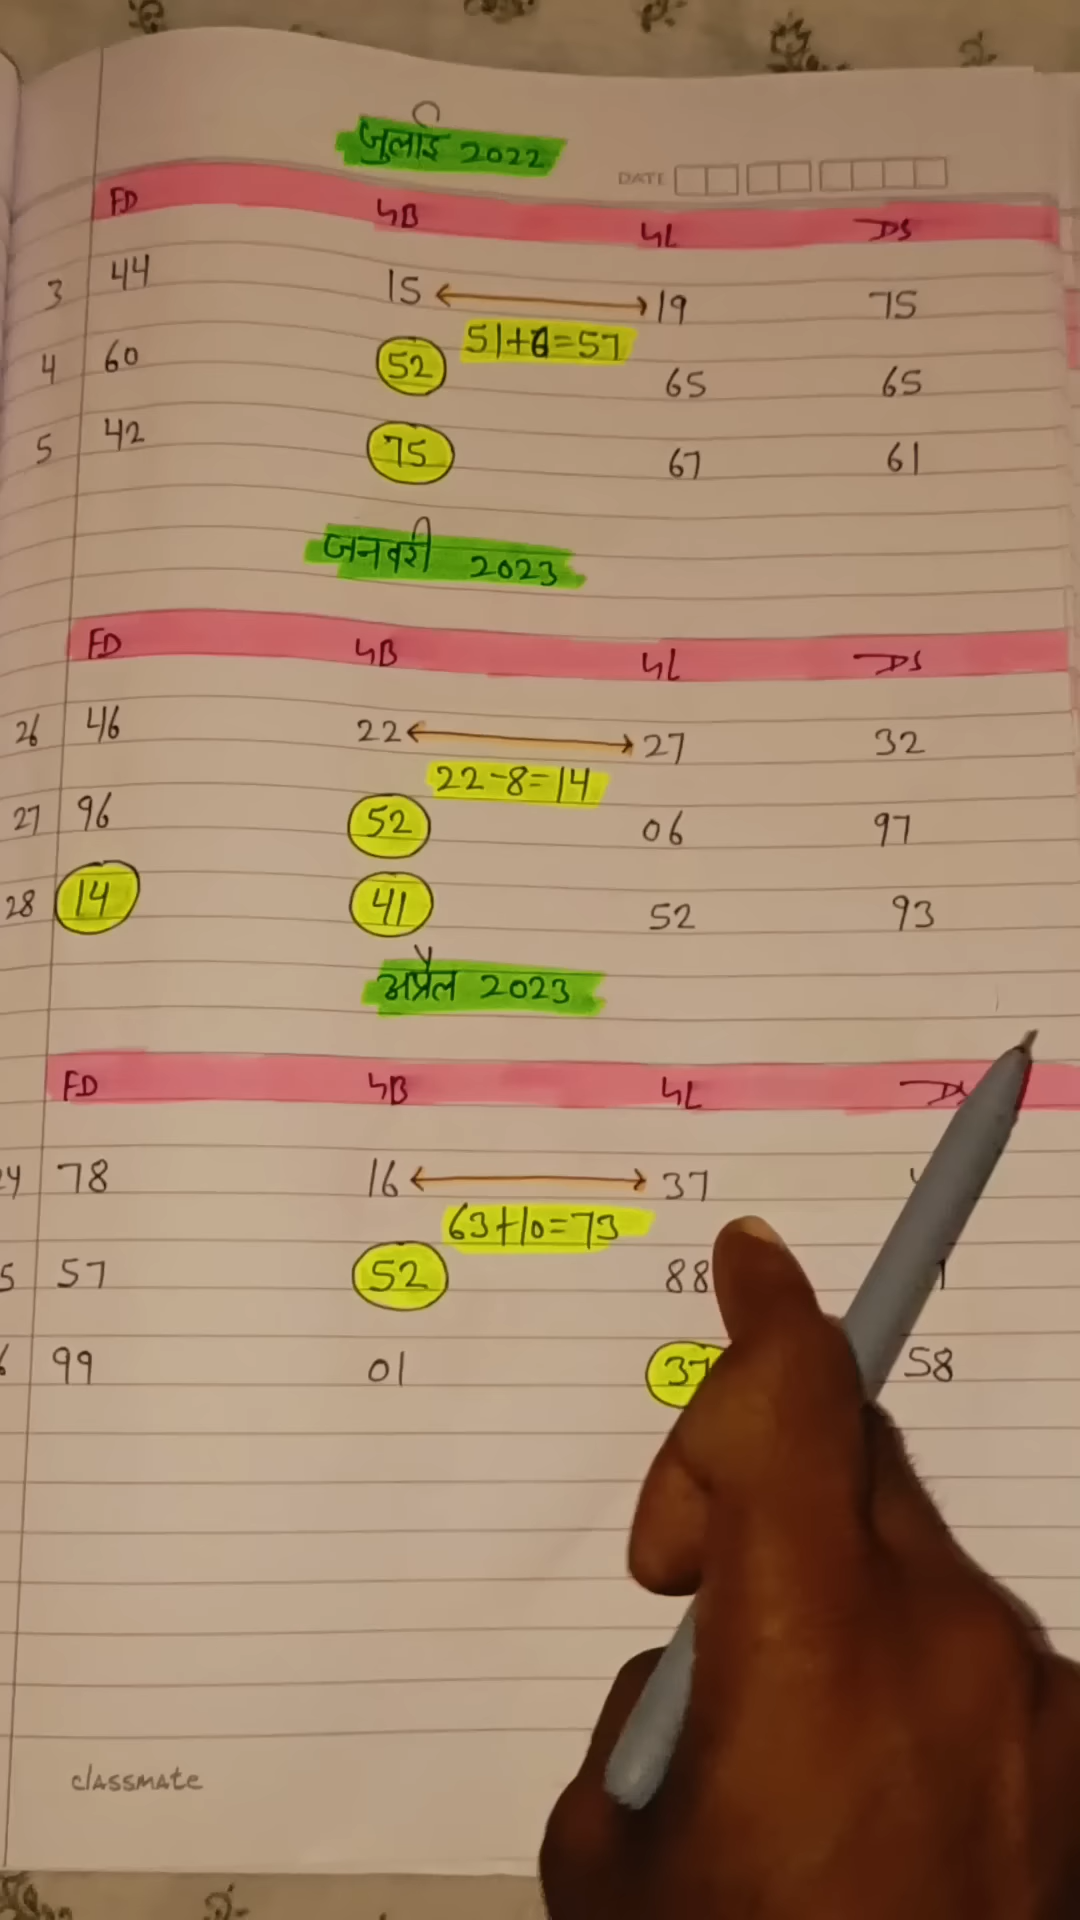 जुलाई 2022
DATE
FD GB GL DS
3 44 15 19 75
51+6=57
4 60 52 65 65
5 42 75 67 61
जनवरी 2023
FD GB GL DS
26 46 22 27 32
22-8=14
27 96 52 06 97
28 14 41 52 93
अप्रैल 2023
FD GB GL DS
24 78 16 37
63+10=73
5 57 52 88
99 01 37 58
classmate